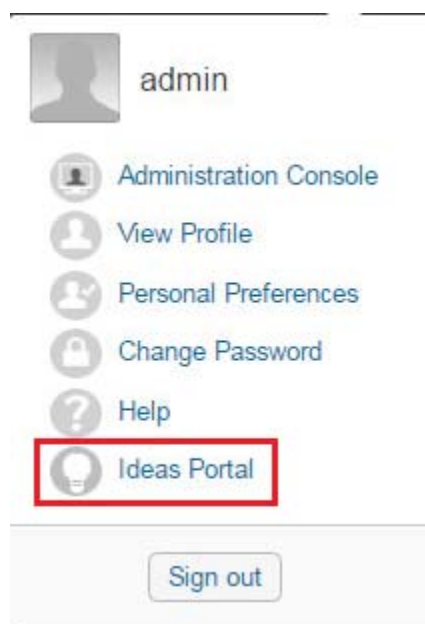 admin
Administration Console
View Profile
Personal Preferences
Change Password
Help
Ideas Portal
Sign out